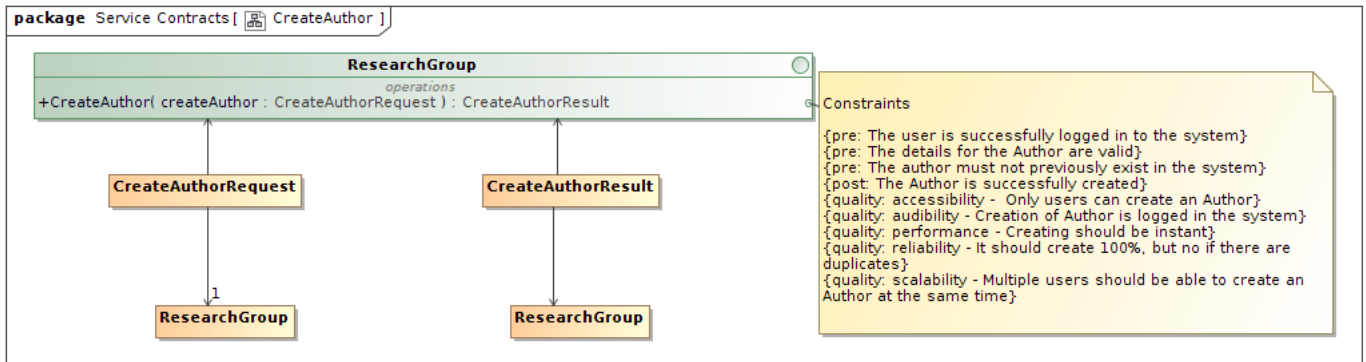 package Service Contracts [ CreateAuthor ]
ResearchGroup
operations
+CreateAuthor( createAuthor : CreateAuthorRequest ) : CreateAuthorResult
Constraints
{pre: The user is successfully logged in to the system}
{pre: The details for the Author are valid}
{pre: The author must not previously exist in the system}
{post: The Author is successfully created}
{quality: accessibility - Only users can create an Author}
{quality: audibility - Creation of Author is logged in the system}
{quality: performance - Creating should be instant}
{quality: reliability - It should create 100%, but no if there are
duplicates}
{quality: scalability - Multiple users should be able to create an
Author at the same time}
CreateAuthorRequest
CreateAuthorResult
1
ResearchGroup
ResearchGroup